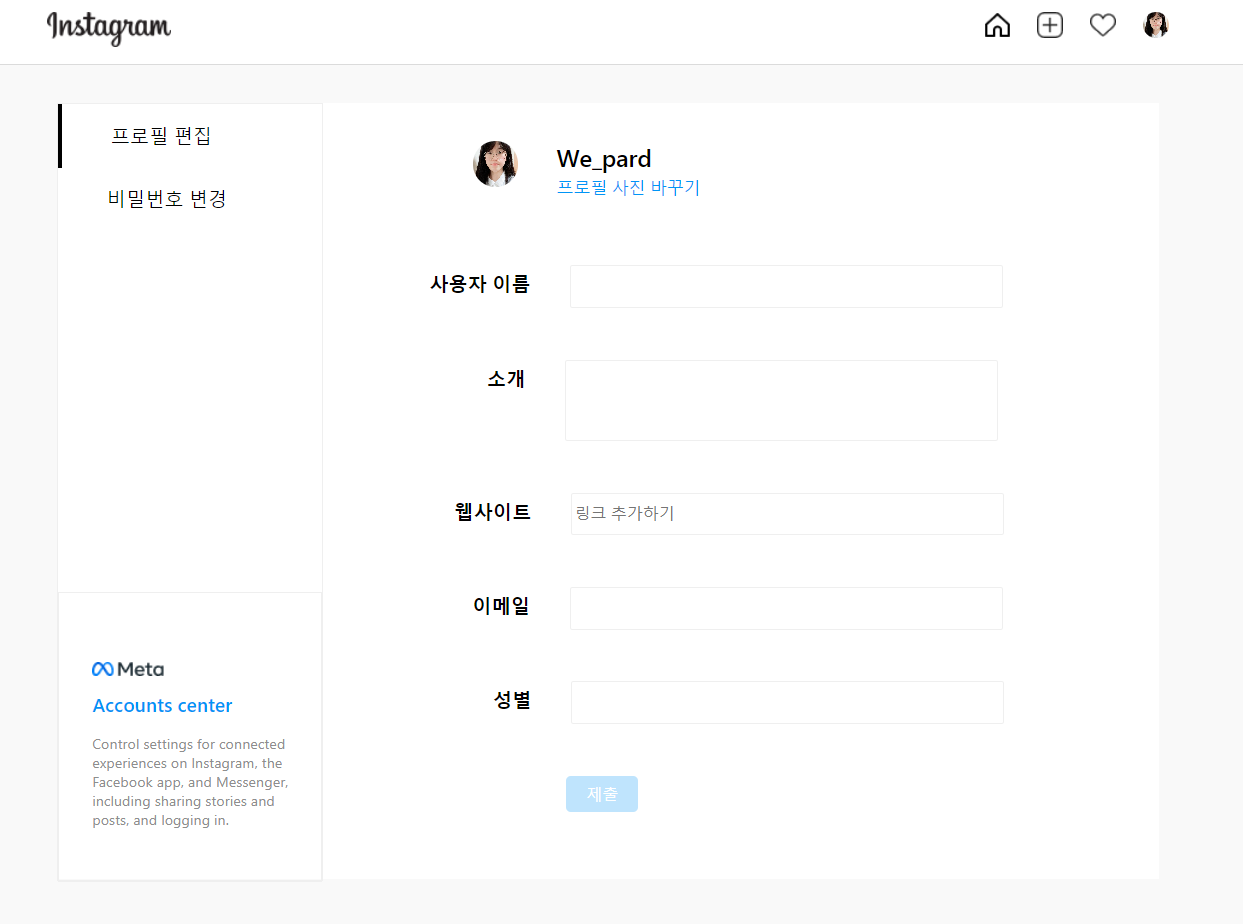 Instagram
프로필 편집
비밀번호 변경
We_pard
프로필 사진 바꾸기
사용자 이름
소개
웹사이트
링크 추가하기
이메일
성별
제출
Meta
Accounts center
Control settings for connected
experiences on Instagram, the
Facebook app, and Messenger,
including sharing stories and
posts, and logging in.